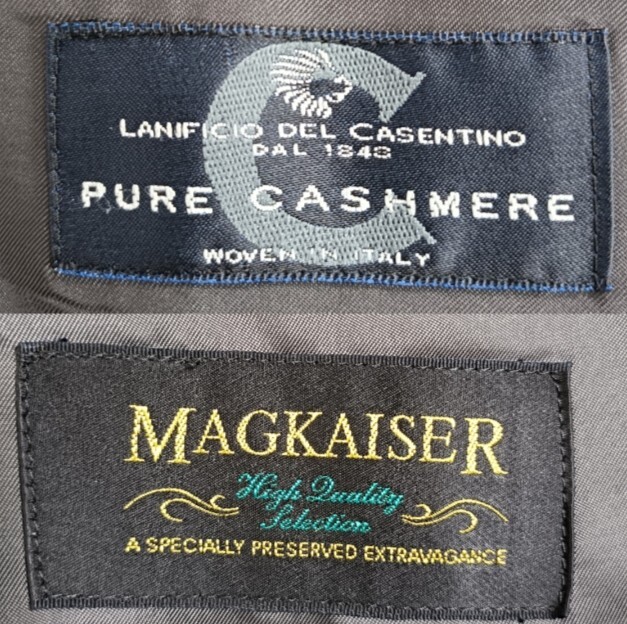 C
LANIFICIO DEL CASENTINO
DAL 1848
PURE CASHMERE
WOVEN IN ITALY
MAGKAISER
High Quality
Selection
A SPECIALLY PRESERVED EXTRAVAGANCE